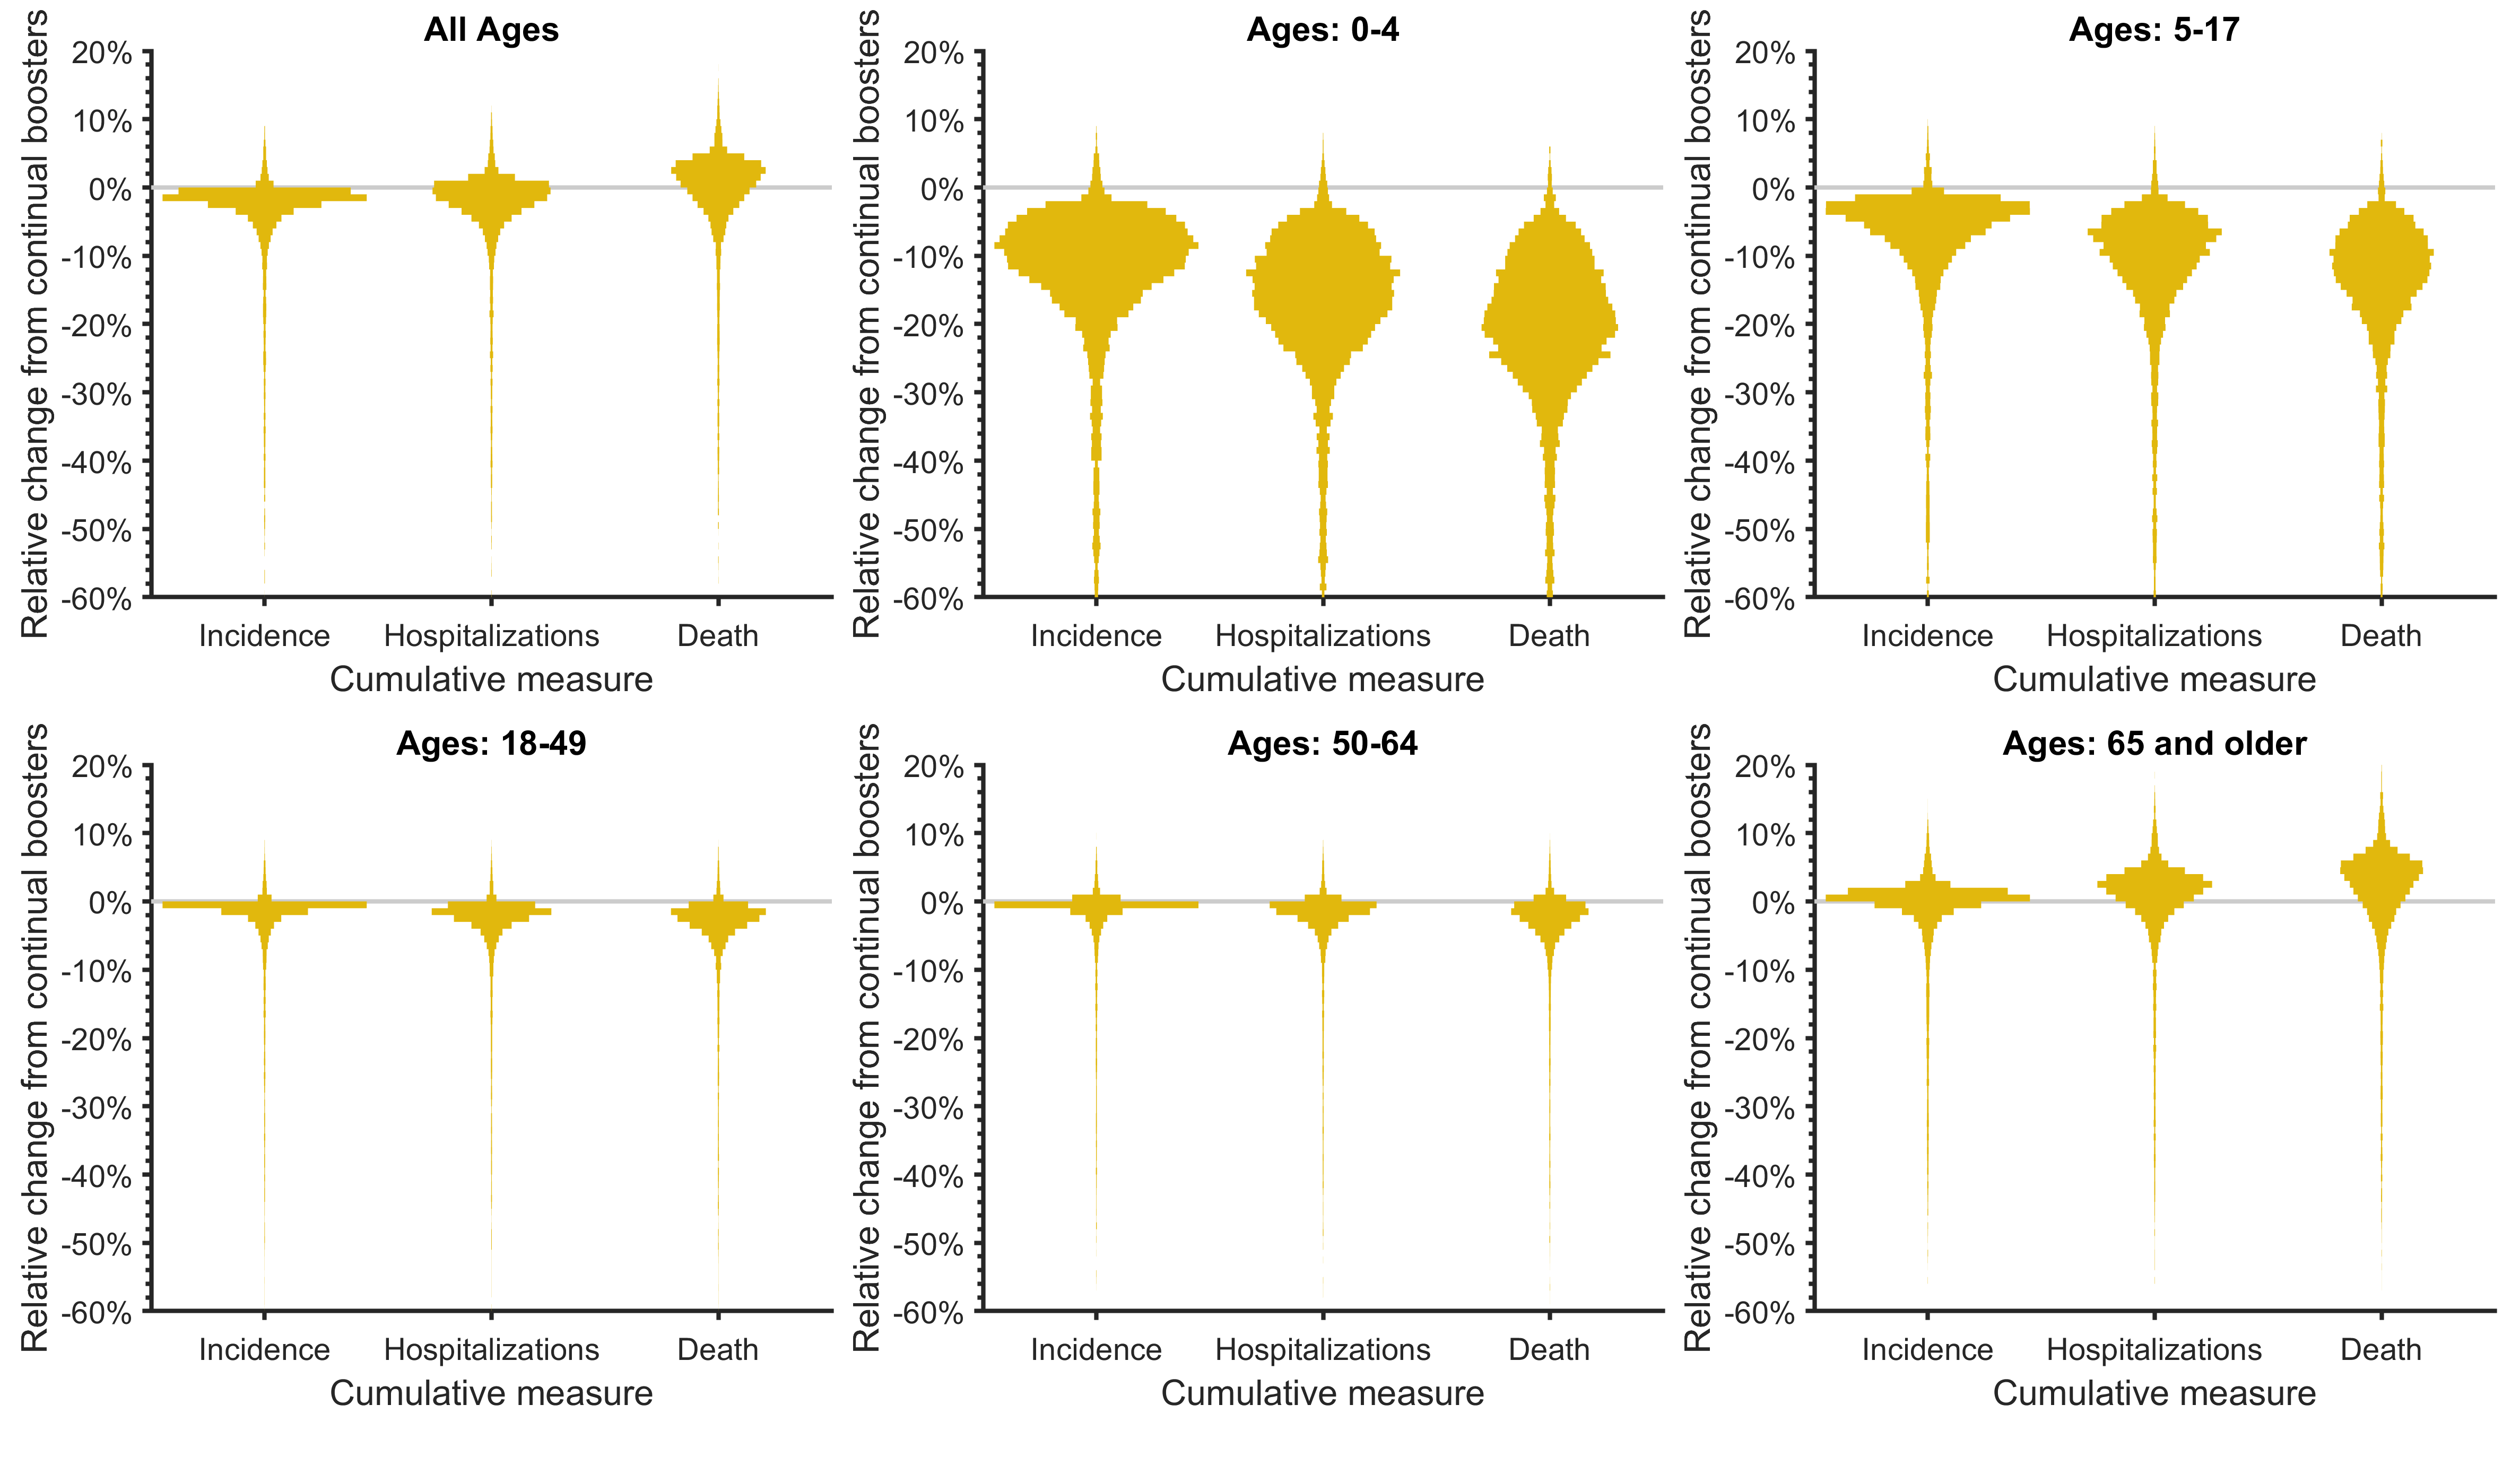 All Ages
Relative change from continual boosters
20%
10%
0%
-10%
-20%
-30%
-40%
-50%
-60%
Incidence Hospitalizations Death
Cumulative measure
Ages: 0-4
Relative change from continual boosters
20%
10%
0%
-10%
-20%
-30%
-40%
-50%
-60%
Incidence Hospitalizations Death
Cumulative measure
Ages: 5-17
Relative change from continual boosters
20%
10%
0%
-10%
-20%
-30%
-40%
-50%
-60%
Incidence Hospitalizations Death
Cumulative measure
Ages: 18-49
Relative change from continual boosters
20%
10%
0%
-10%
-20%
-30%
-40%
-50%
-60%
Incidence Hospitalizations Death
Cumulative measure
Ages: 50-64
Relative change from continual boosters
20%
10%
0%
-10%
-20%
-30%
-40%
-50%
-60%
Incidence Hospitalizations Death
Cumulative measure
Ages: 65 and older
Relative change from continual boosters
20%
10%
0%
-10%
-20%
-30%
-40%
-50%
-60%
Incidence Hospitalizations Death
Cumulative measure